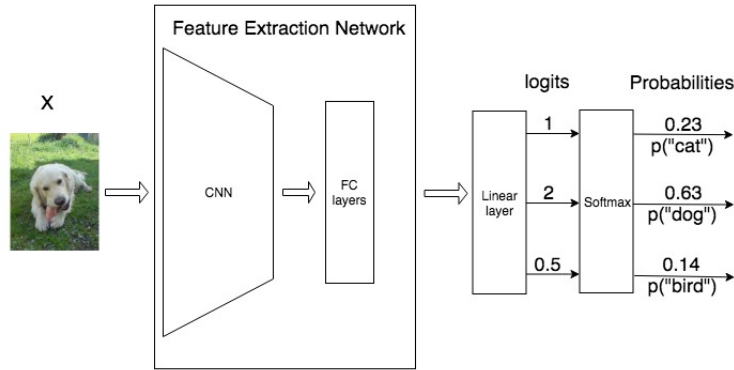 Feature Extraction Network
X
CNN
FC
layers
Linear
layer
logits
1
2
0.5
Softmax
Probabilities
0.23
p("cat")
0.63
p("dog")
0.14
p("bird")